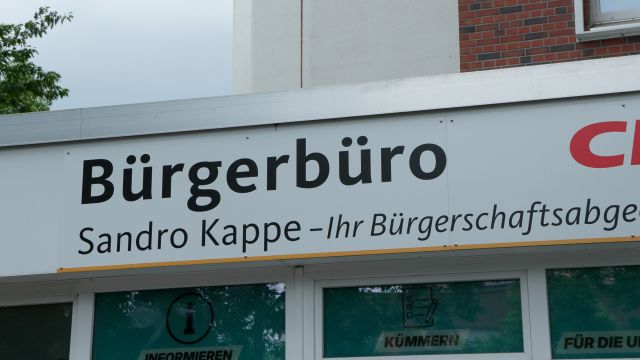 Bürgerbüro
C
Sandro Kappe – Ihr Bürgerschaftsabge
INFORMIEREN
KÜMMERN
FÜR DIE U